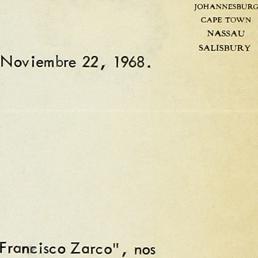 JOHANNESBURG
CAPE TOWN
NASSAU
SALISBURY
Noviembre 22, 1968.
Francisco Zarco", nos